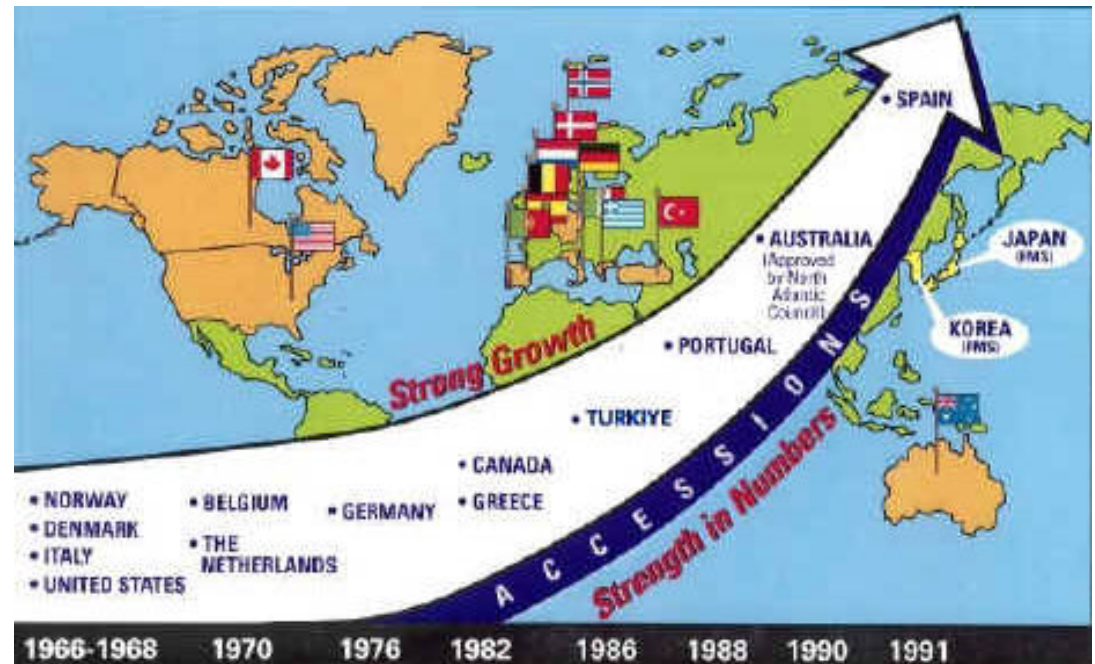 • SPAIN
• AUSTRALIA
(Approved
by North
Atlantic
Council)
JAPAN
(FMS)
KOREA
(FMS)
• PORTUGAL
Strong Growth
• TURKIYE
• CANADA
• GREECE
• NORWAY
• DENMARK
• ITALY
• UNITED STATES
• BELGIUM
• THE
NETHERLANDS
• GERMANY
ACCESSIONS
Strength in Numbers
1966-1968 1970 1976 1982 1986 1988 1990 1991